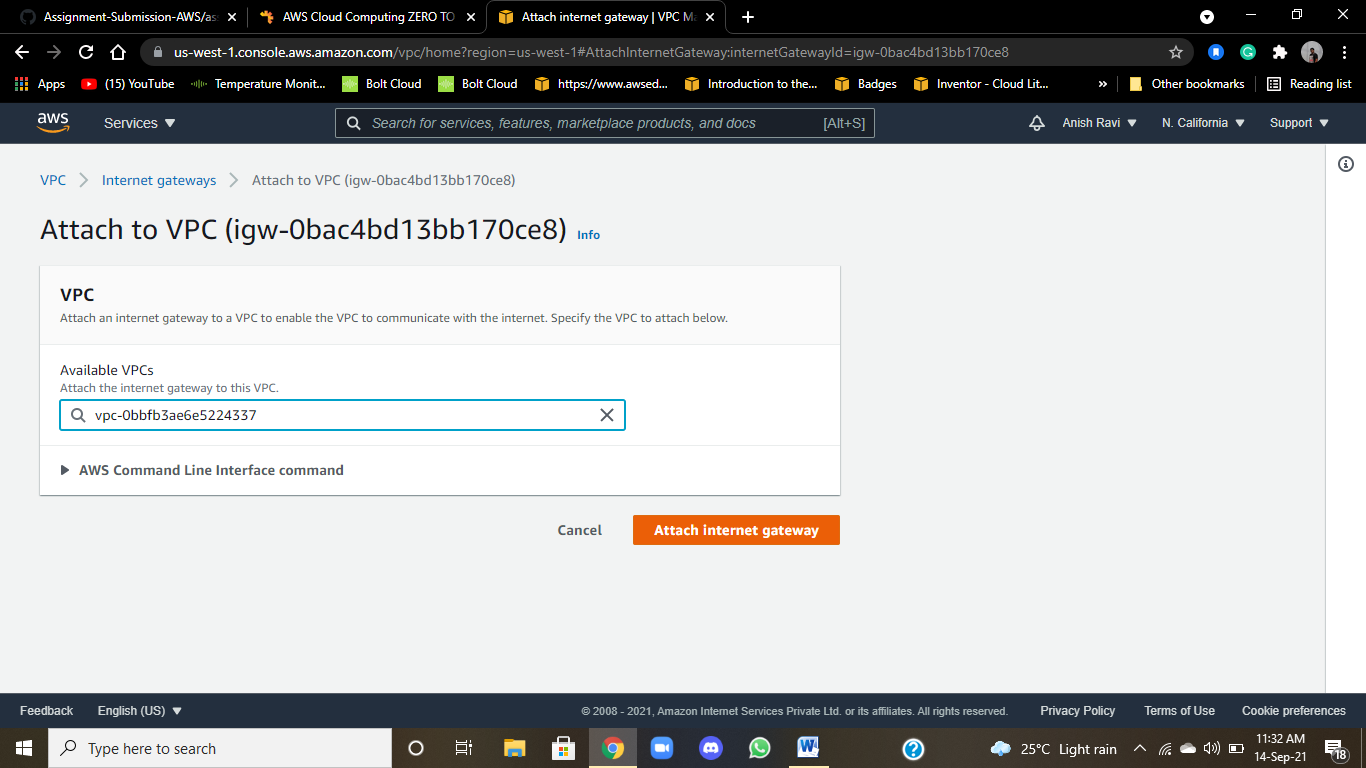 Assignment-Submission-AWS/as
AWS Cloud Computing ZERO TO
Attach internet gateway | VPC Ma
us-west-1.console.aws.amazon.com/vpc/home?region=us-west-1#AttachInternetGateway:internetGatewayId=igw-0bac4bd13bb170ce8
Apps
(15) YouTube
Temperature Monit...
Bolt Cloud
Bolt Cloud
https://www.awsed...
Introduction to the...
Badges
Inventor - Cloud Lit...
»
Other bookmarks
Reading list
aws
Services
Search for services, features, marketplace products, and docs
[Alt+S]
Anish Ravi
N. California
Support
VPC
Internet gateways
Attach to VPC (igw-0bac4bd13bb170ce8)
Attach to VPC (igw-0bac4bd13bb170ce8)
Info
VPC
Attach an internet gateway to a VPC to enable the VPC to communicate with the internet. Specify the VPC to attach below.
Available VPCs
Attach the internet gateway to this VPC.
vpc-0bbfb3ae6e5224337
AWS Command Line Interface command
Cancel
Attach internet gateway
Feedback
English (US)
© 2008 - 2021, Amazon Internet Services Private Ltd. or its affiliates. All rights reserved.
Privacy Policy
Terms of Use
Cookie preferences
Type here to search
25°C Light rain
11:32 AM
14-Sep-21
18